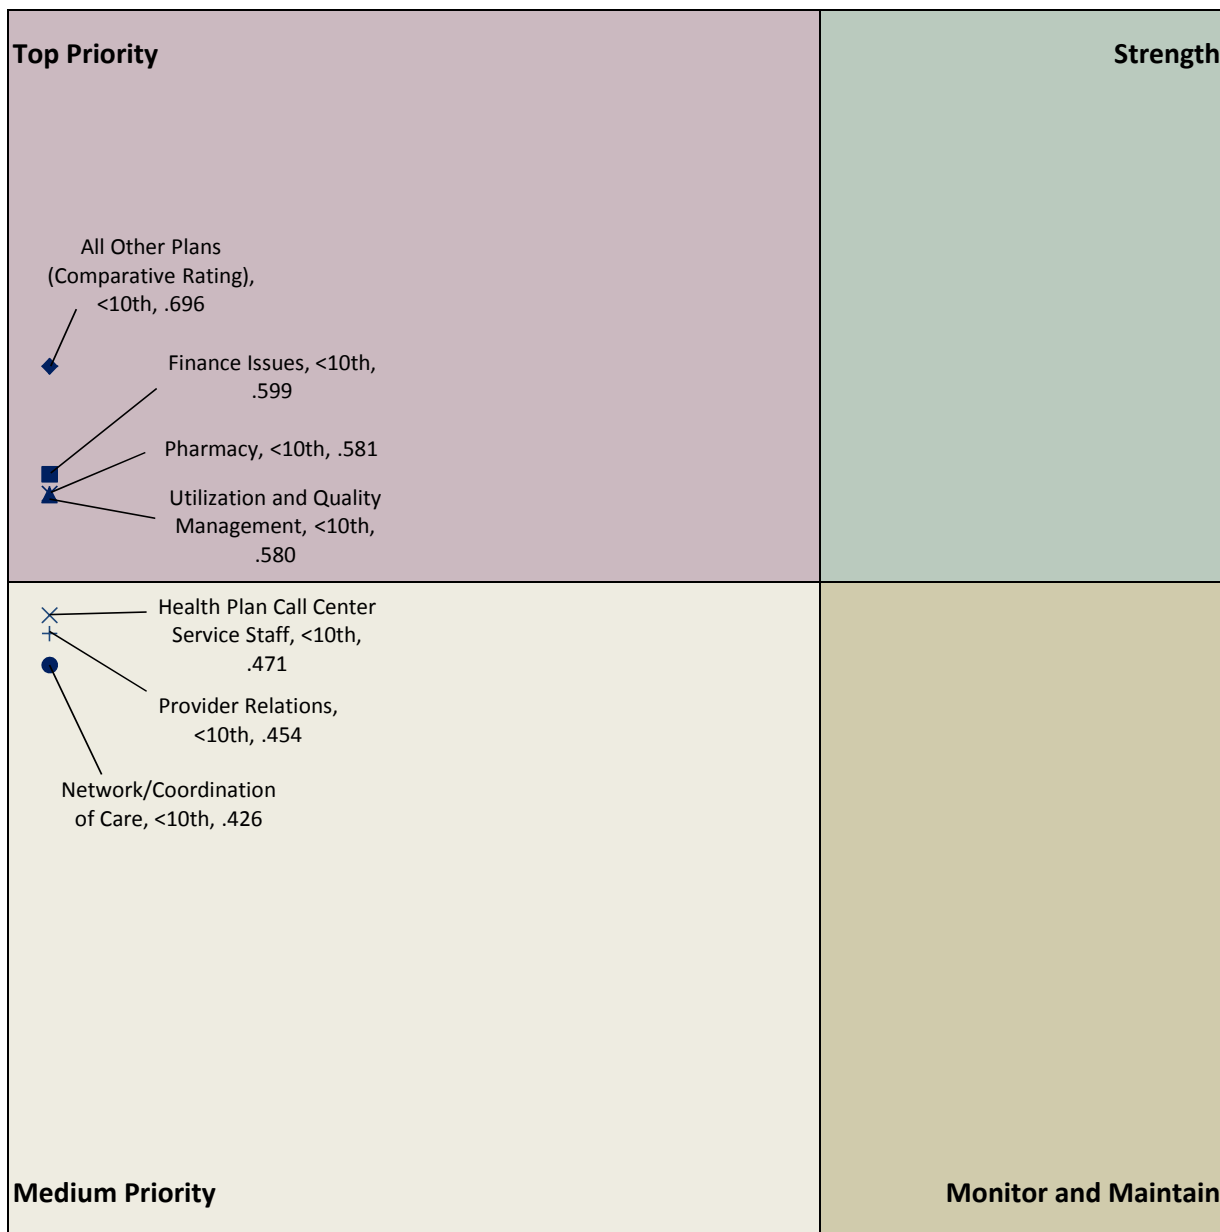 Top Priority
Strength
All Other Plans
(Comparative Rating),
<10th, .696
Finance Issues, <10th,
.599
Pharmacy, <10th, .581
Utilization and Quality
Management, <10th,
.580
Health Plan Call Center
Service Staff, <10th,
.471
Provider Relations,
<10th, .454
Network/Coordination
of Care, <10th, .426
Medium Priority
Monitor and Maintain